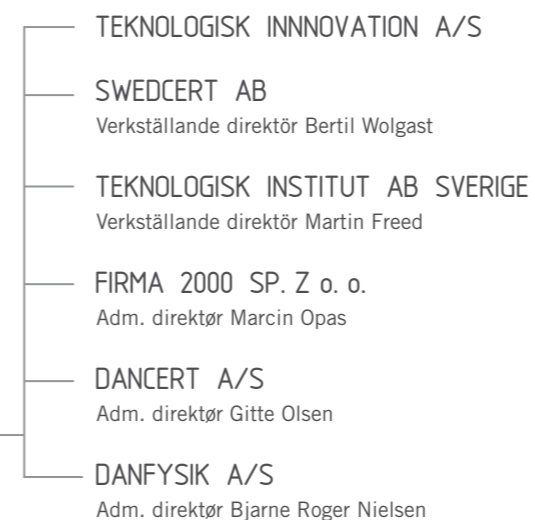 TEKNOLOGISK INNNOVATION A/S
SWEDCERT AB
Verkställande direktör Bertil Wolgast
TEKNOLOGISK INSTITUT AB SVERIGE
Verkställande direktör Martin Freed
FIRMA 2000 SP. Z o. o.
Adm. direktør Marcin Opas
DANCERT A/S
Adm. direktør Gitte Olsen
DANFYSIK A/S
Adm. direktør Bjarne Roger Nielsen